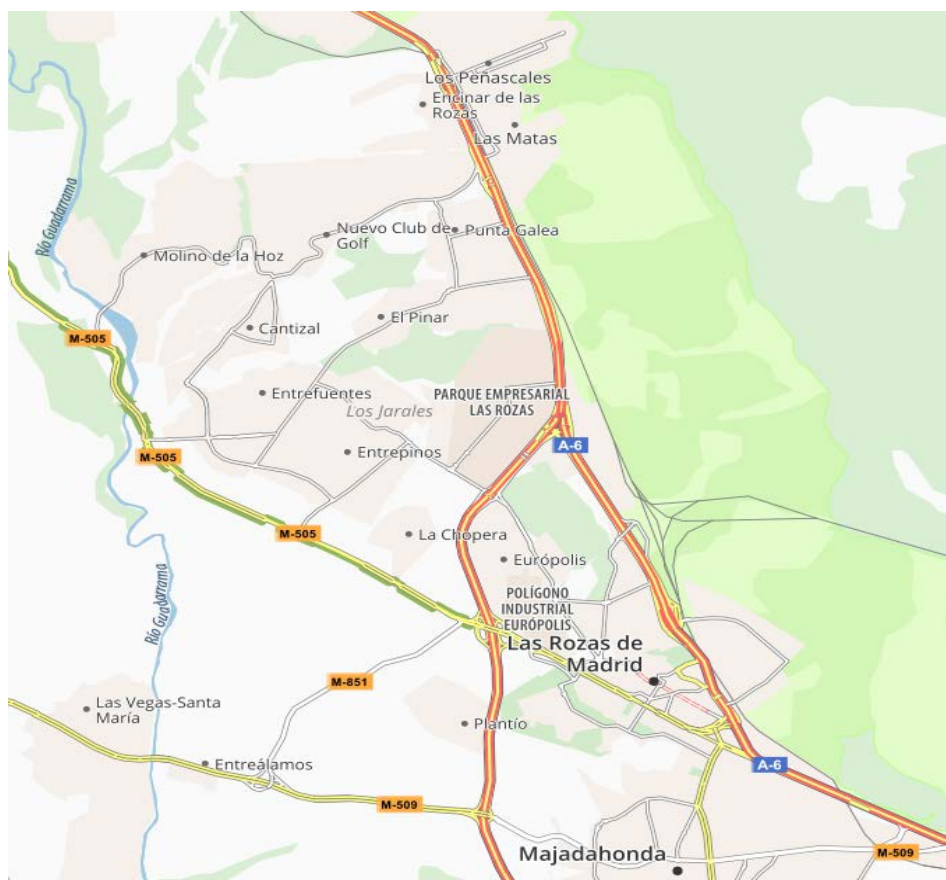 Los Peñascales
Encinar de las
Rozas
Las Matas
Río Guadarrama
Nuevo Club de
Golf
Punta Galea
Molino de la Hoz
El Pinar
Cantizal
M-505
Entrefuentes
Los Jarales
PARQUE EMPRESARIAL
LAS ROZAS
A-6
Entrepinos
M-505
M-505
La Chopera
Európolis
Río Guadarrama
POLÍGONO
INDUSTRIAL
EURÓPOLIS
Las Rozas de
Madrid
M-851
Las Vegas-Santa
María
Plantío
Entreálamos
A-6
M-509
Majadahonda
M-509